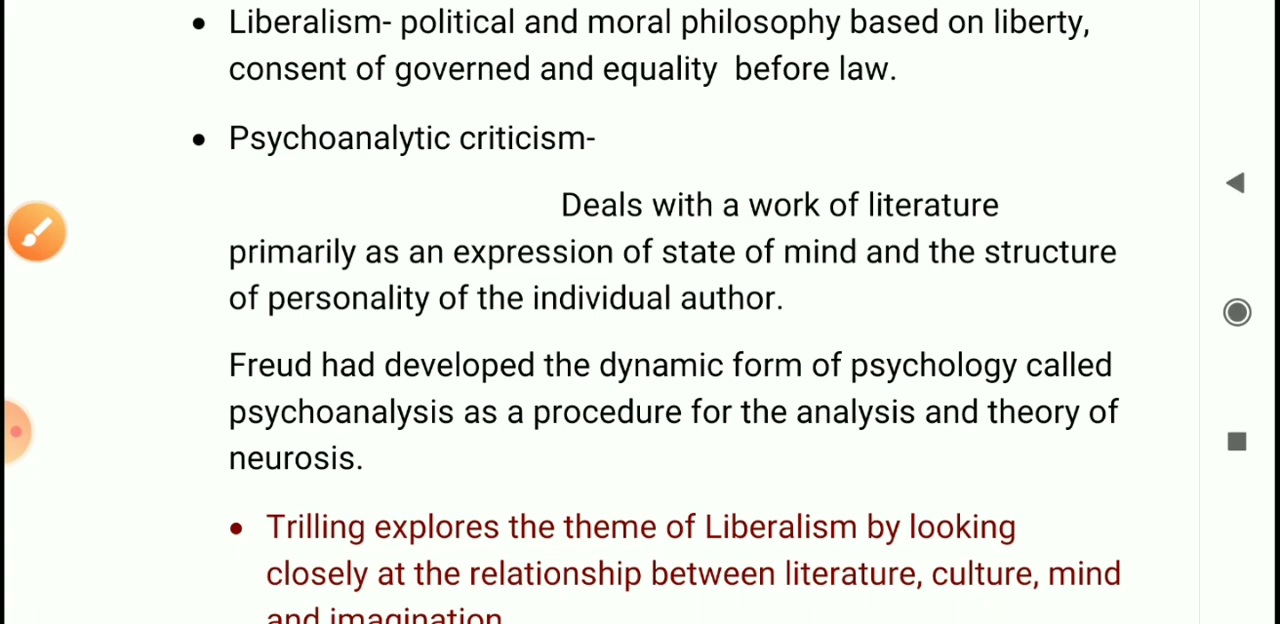 • Liberalism- political and moral philosophy based on liberty,
consent of governed and equality before law.
• Psychoanalytic criticism-
Deals with a work of literature
primarily as an expression of state of mind and the structure
of personality of the individual author.
Freud had developed the dynamic form of psychology called
psychoanalysis as a procedure for the analysis and theory of
neurosis.
• Trilling explores the theme of Liberalism by looking
closely at the relationship between literature, culture, mind
and imagination